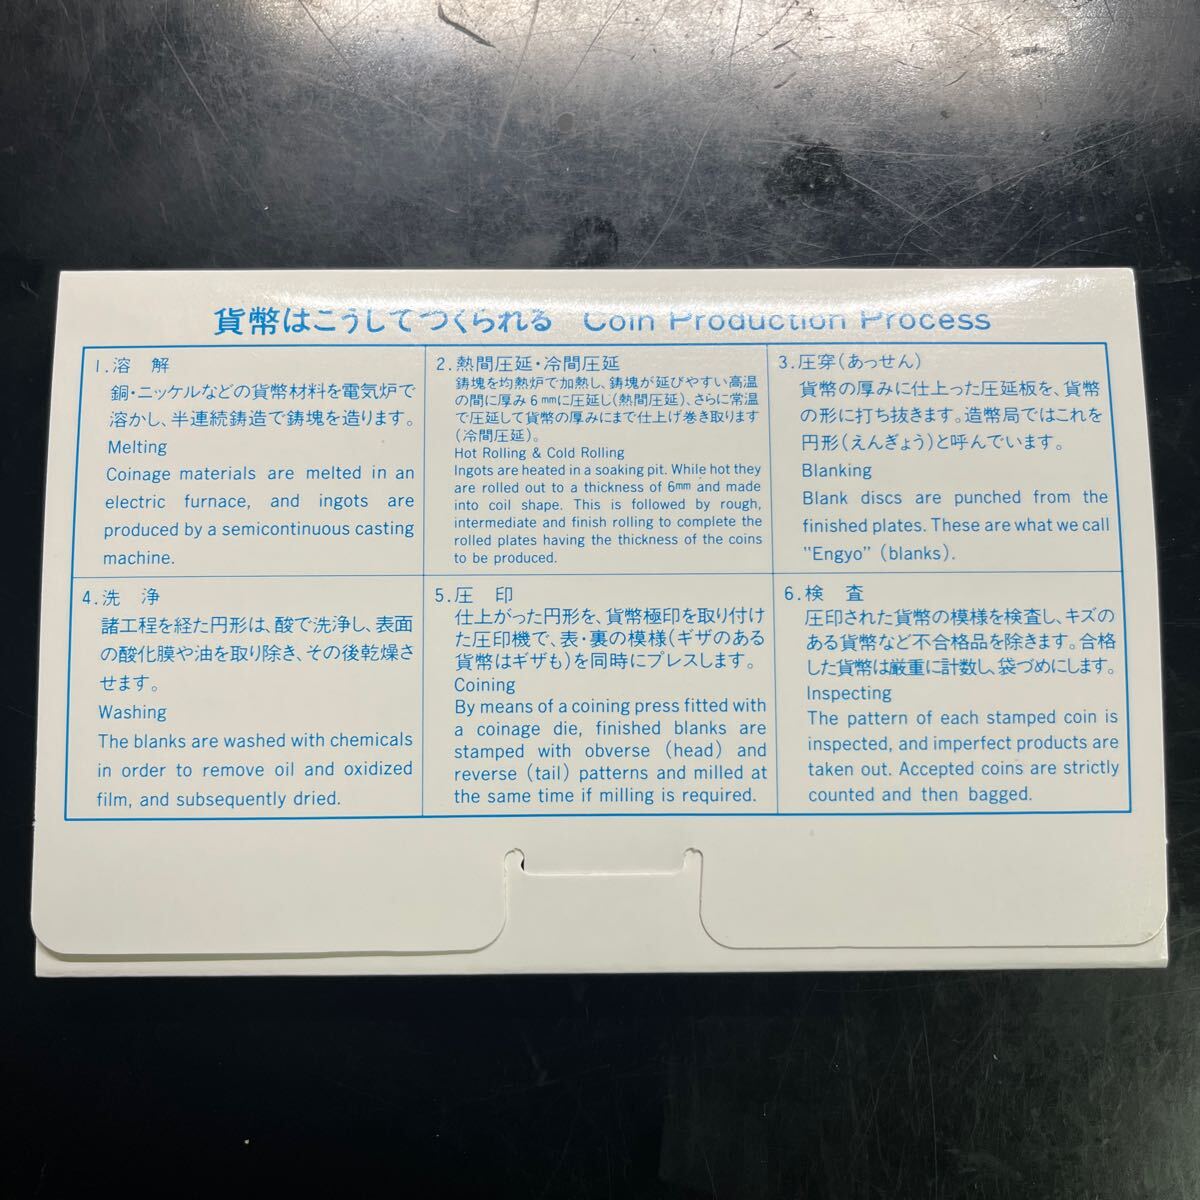 貨幣はこうしてつくられる Coin Production Process
1.溶 解
銅・ニッケルなどの貨幣材料を電気炉で
溶かし、半連続鋳造で鋳塊を造ります。
Melting
Coinage materials are melted in an
electric furnace, and ingots are
produced by a semicontinuous casting
machine.
2.熱間圧延・冷間圧延
鋳塊を均熱炉で加熱し、鋳塊が延びやすい高温
の間に厚み6㎜に圧延し(熱間圧延)、さらに常温
で圧延して貨幣の厚みにまで仕上げ巻き取ります
(冷間圧延)。
Hot Rolling & Cold Rolling
Ingots are heated in a soaking pit. While hot they
are rolled out to a thickness of 6㎜ and made
into coil shape. This is followed by rough,
intermediate and finish rolling to complete the
rolled plates having the thickness of the coins
to be produced.
3.圧穿(あっせん)
貨幣の厚みに仕上った圧延板を、貨幣
の形に打ち抜きます。造幣局ではこれを
円形(えんぎょう)と呼んでいます。
Blanking
Blank discs are punched from the
finished plates. These are what we call
"Engyo" (blanks).
4.洗 浄
諸工程を経た円形は、酸で洗浄し、表面
の酸化膜や油を取り除き、その後乾燥さ
せます。
Washing
The blanks are washed with chemicals
in order to remove oil and oxidized
film, and subsequently dried.
5.圧 印
仕上がった円形を、貨幣極印を取り付け
た圧印機で、表・裏の模様(ギザのある
貨幣はギザも)を同時にプレスします。
Coining
By means of a coining press fitted with
a coinage die, finished blanks are
stamped with obverse (head) and
reverse (tail) patterns and milled at
the same time if milling is required.
6.検 査
圧印された貨幣の模様を検査し、キズの
ある貨幣など不合格品を除きます。合格
した貨幣は厳重に計数し、袋づめにします。
Inspecting
The pattern of each stamped coin is
inspected, and imperfect products are
taken out. Accepted coins are strictly
counted and then bagged.